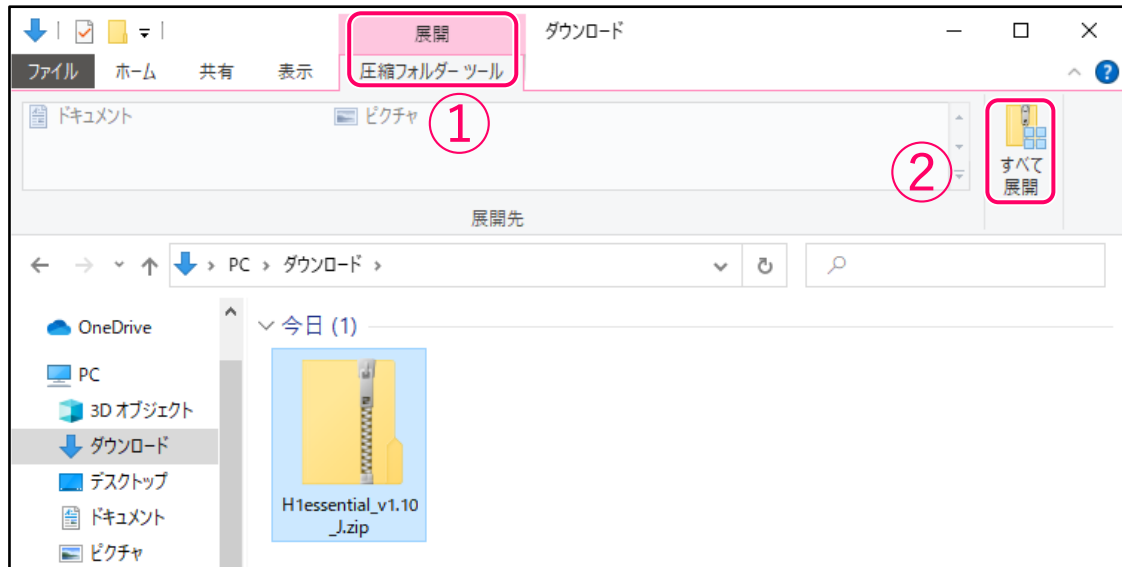 展開
ダウンロード
ファイル ホーム 共有 表示 圧縮フォルダー ツール
?
ドキュメント ピクチャ
①
②
すべて
展開
展開先
PC > ダウンロード >
OneDrive
今日 (1)
PC
3D オブジェクト
ダウンロード
デスクトップ
ドキュメント
ピクチャ
H1essential_v1.10
_J.zip